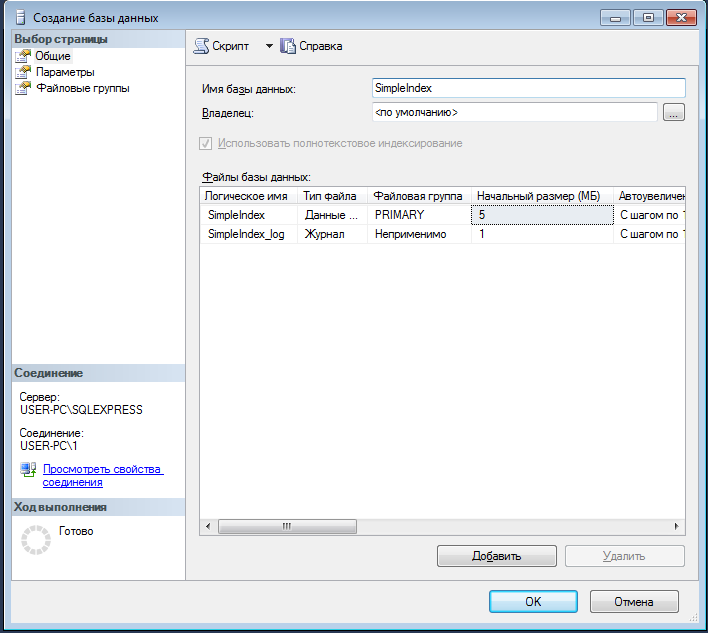 Создание базы данных
Выбор страницы
Общие
Параметры
Файловые группы
Скрипт Справка
Имя базы данных: SimpleIndex
Владелец: <по умолчанию> ...
Использовать полнотекстовое индексирование
Файлы базы данных:
Логическое имя Тип файла Файловая группа Начальный размер (МБ) Автоувеличен
SimpleIndex Данные ... PRIMARY 5 С шагом по 1
SimpleIndex_log Журнал Неприменимо 1 С шагом по 1
Соединение
Сервер:
USER-PC\SQLEXPRESS
Соединение:
USER-PC\1
Просмотреть свойства
соединения
Ход выполнения
Готово
Добавить Удалить
OK Отмена